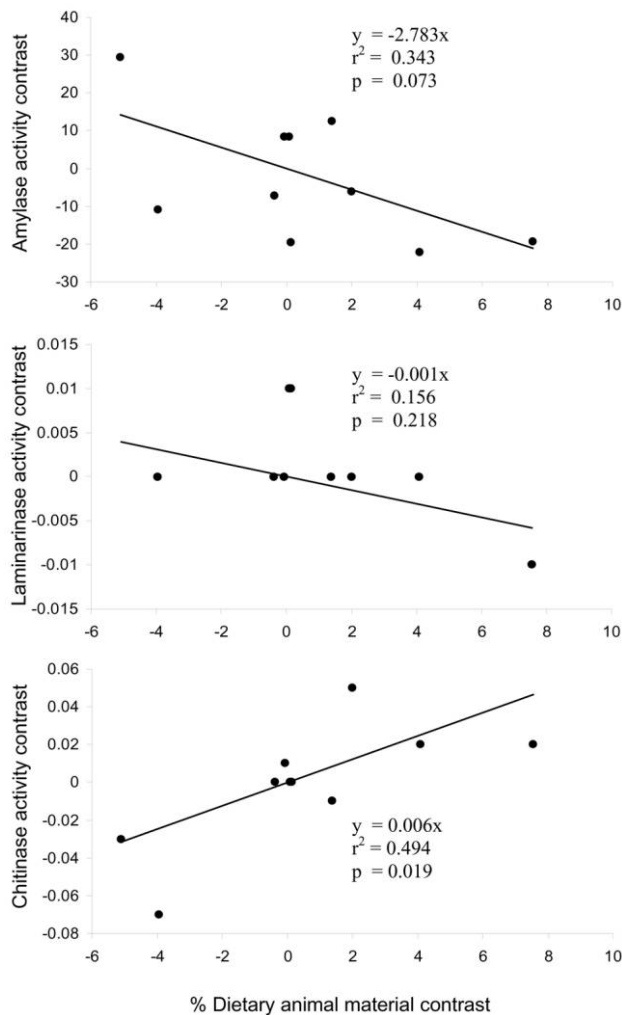 40
30
20
10
0
-10
-20
-30
Amylase activity contrast
y = -2.783x
r² = 0.343
p = 0.073
-6 -4 -2 0 2 4 6 8 10
0.015
0.01
0.005
0
-0.005
-0.01
-0.015
Laminarinase activity contrast
y = -0.001x
r² = 0.156
p = 0.218
-6 -4 -2 0 2 4 6 8 10
0.06
0.04
0.02
0
-0.02
-0.04
-0.06
-0.08
Chitinase activity contrast
y = 0.006x
r² = 0.494
p = 0.019
-6 -4 -2 0 2 4 6 8 10
% Dietary animal material contrast